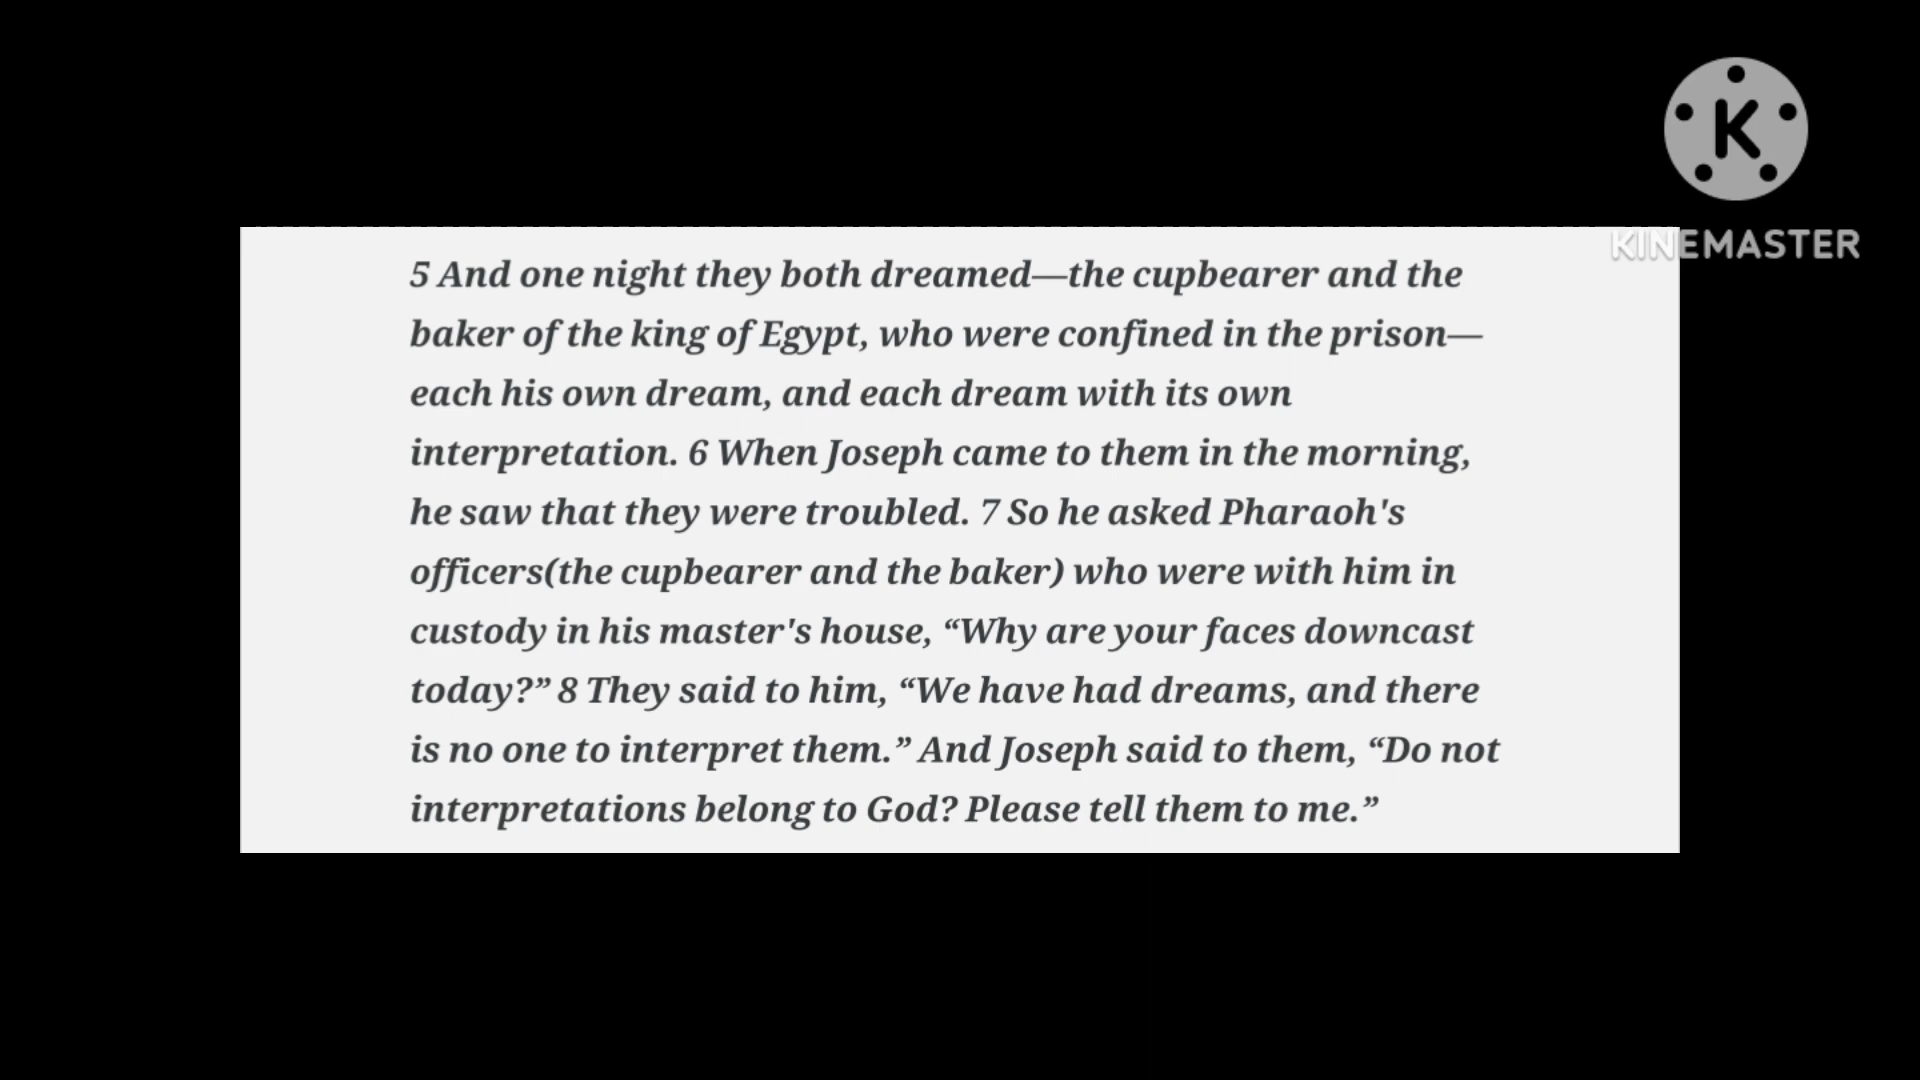 K
KINEMASTER
5 And one night they both dreamed—the cupbearer and the
baker of the king of Egypt, who were confined in the prison—
each his own dream, and each dream with its own
interpretation. 6 When Joseph came to them in the morning,
he saw that they were troubled. 7 So he asked Pharaoh's
officers(the cupbearer and the baker) who were with him in
custody in his master's house, “Why are your faces downcast
today?” 8 They said to him, “We have had dreams, and there
is no one to interpret them.” And Joseph said to them, “Do not
interpretations belong to God? Please tell them to me.”